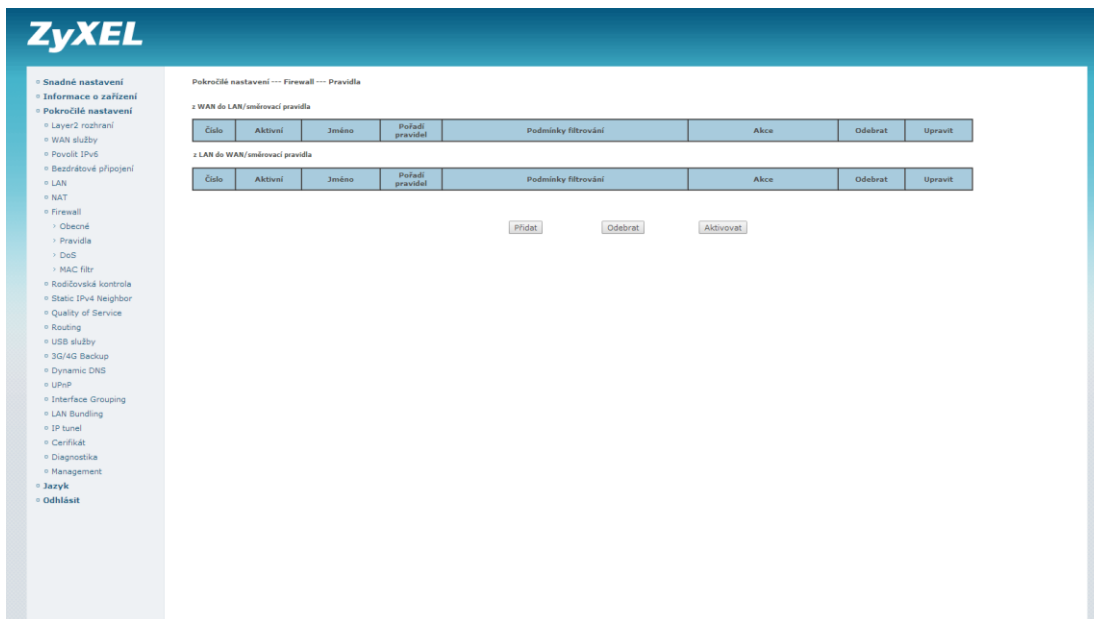 ZyXEL
Snadné nastavení
Informace o zařízení
Pokročilé nastavení
Layer2 rozhraní
WAN služby
Povolit IPv6
Bezdrátové připojení
LAN
NAT
Firewall
Obecné
Pravidla
DoS
MAC filtr
Rodičovská kontrola
Static IPv4 Neighbor
Quality of Service
Routing
USB služby
3G/4G Backup
Dynamic DNS
UPnP
Interface Grouping
LAN Bundling
IP tunel
Cerifikát
Diagnostika
Management
Jazyk
Odhlásit
Pokročilé nastavení --- Firewall --- Pravidla
z WAN do LAN/směrovací pravidla
Číslo Aktivní Jméno Pořadí pravidel Podmínky filtrování Akce Odebrat Upravit
z LAN do WAN/směrovací pravidla
Číslo Aktivní Jméno Pořadí pravidel Podmínky filtrování Akce Odebrat Upravit
Přidat Odebrat Aktivovat